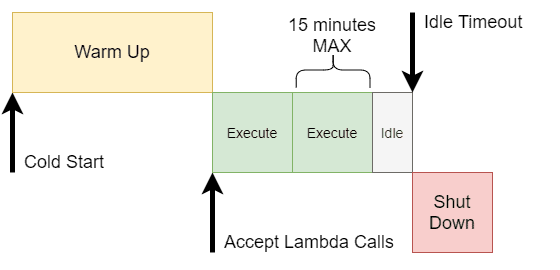 15 minutes
MAX
Idle Timeout
Warm Up
Execute
Execute
Idle
Cold Start
Shut
Down
Accept Lambda Calls